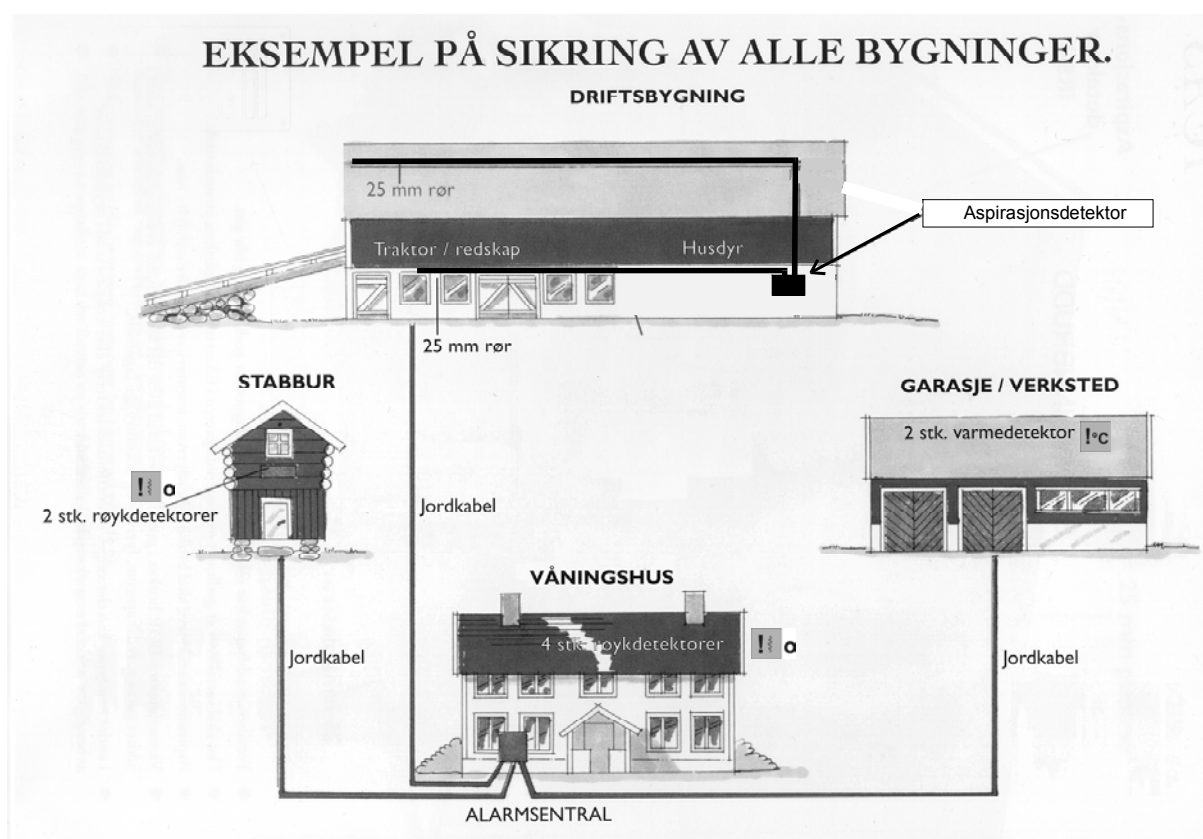 EKSEMPEL PÅ SIKRING AV ALLE BYGNINGER.
DRIFTSBYGNING
25 mm rør
Aspirasjonsdetektor
Traktor / redskap
Husdyr
25 mm rør
STABBUR
GARASJE / VERKSTED
2 stk. varmedetektor !°C
! a
2 stk. røykdetektorer
Jordkabel
VÅNINGSHUS
4 stk. røykdetektorer ! a
Jordkabel
Jordkabel
ALARMSENTRAL